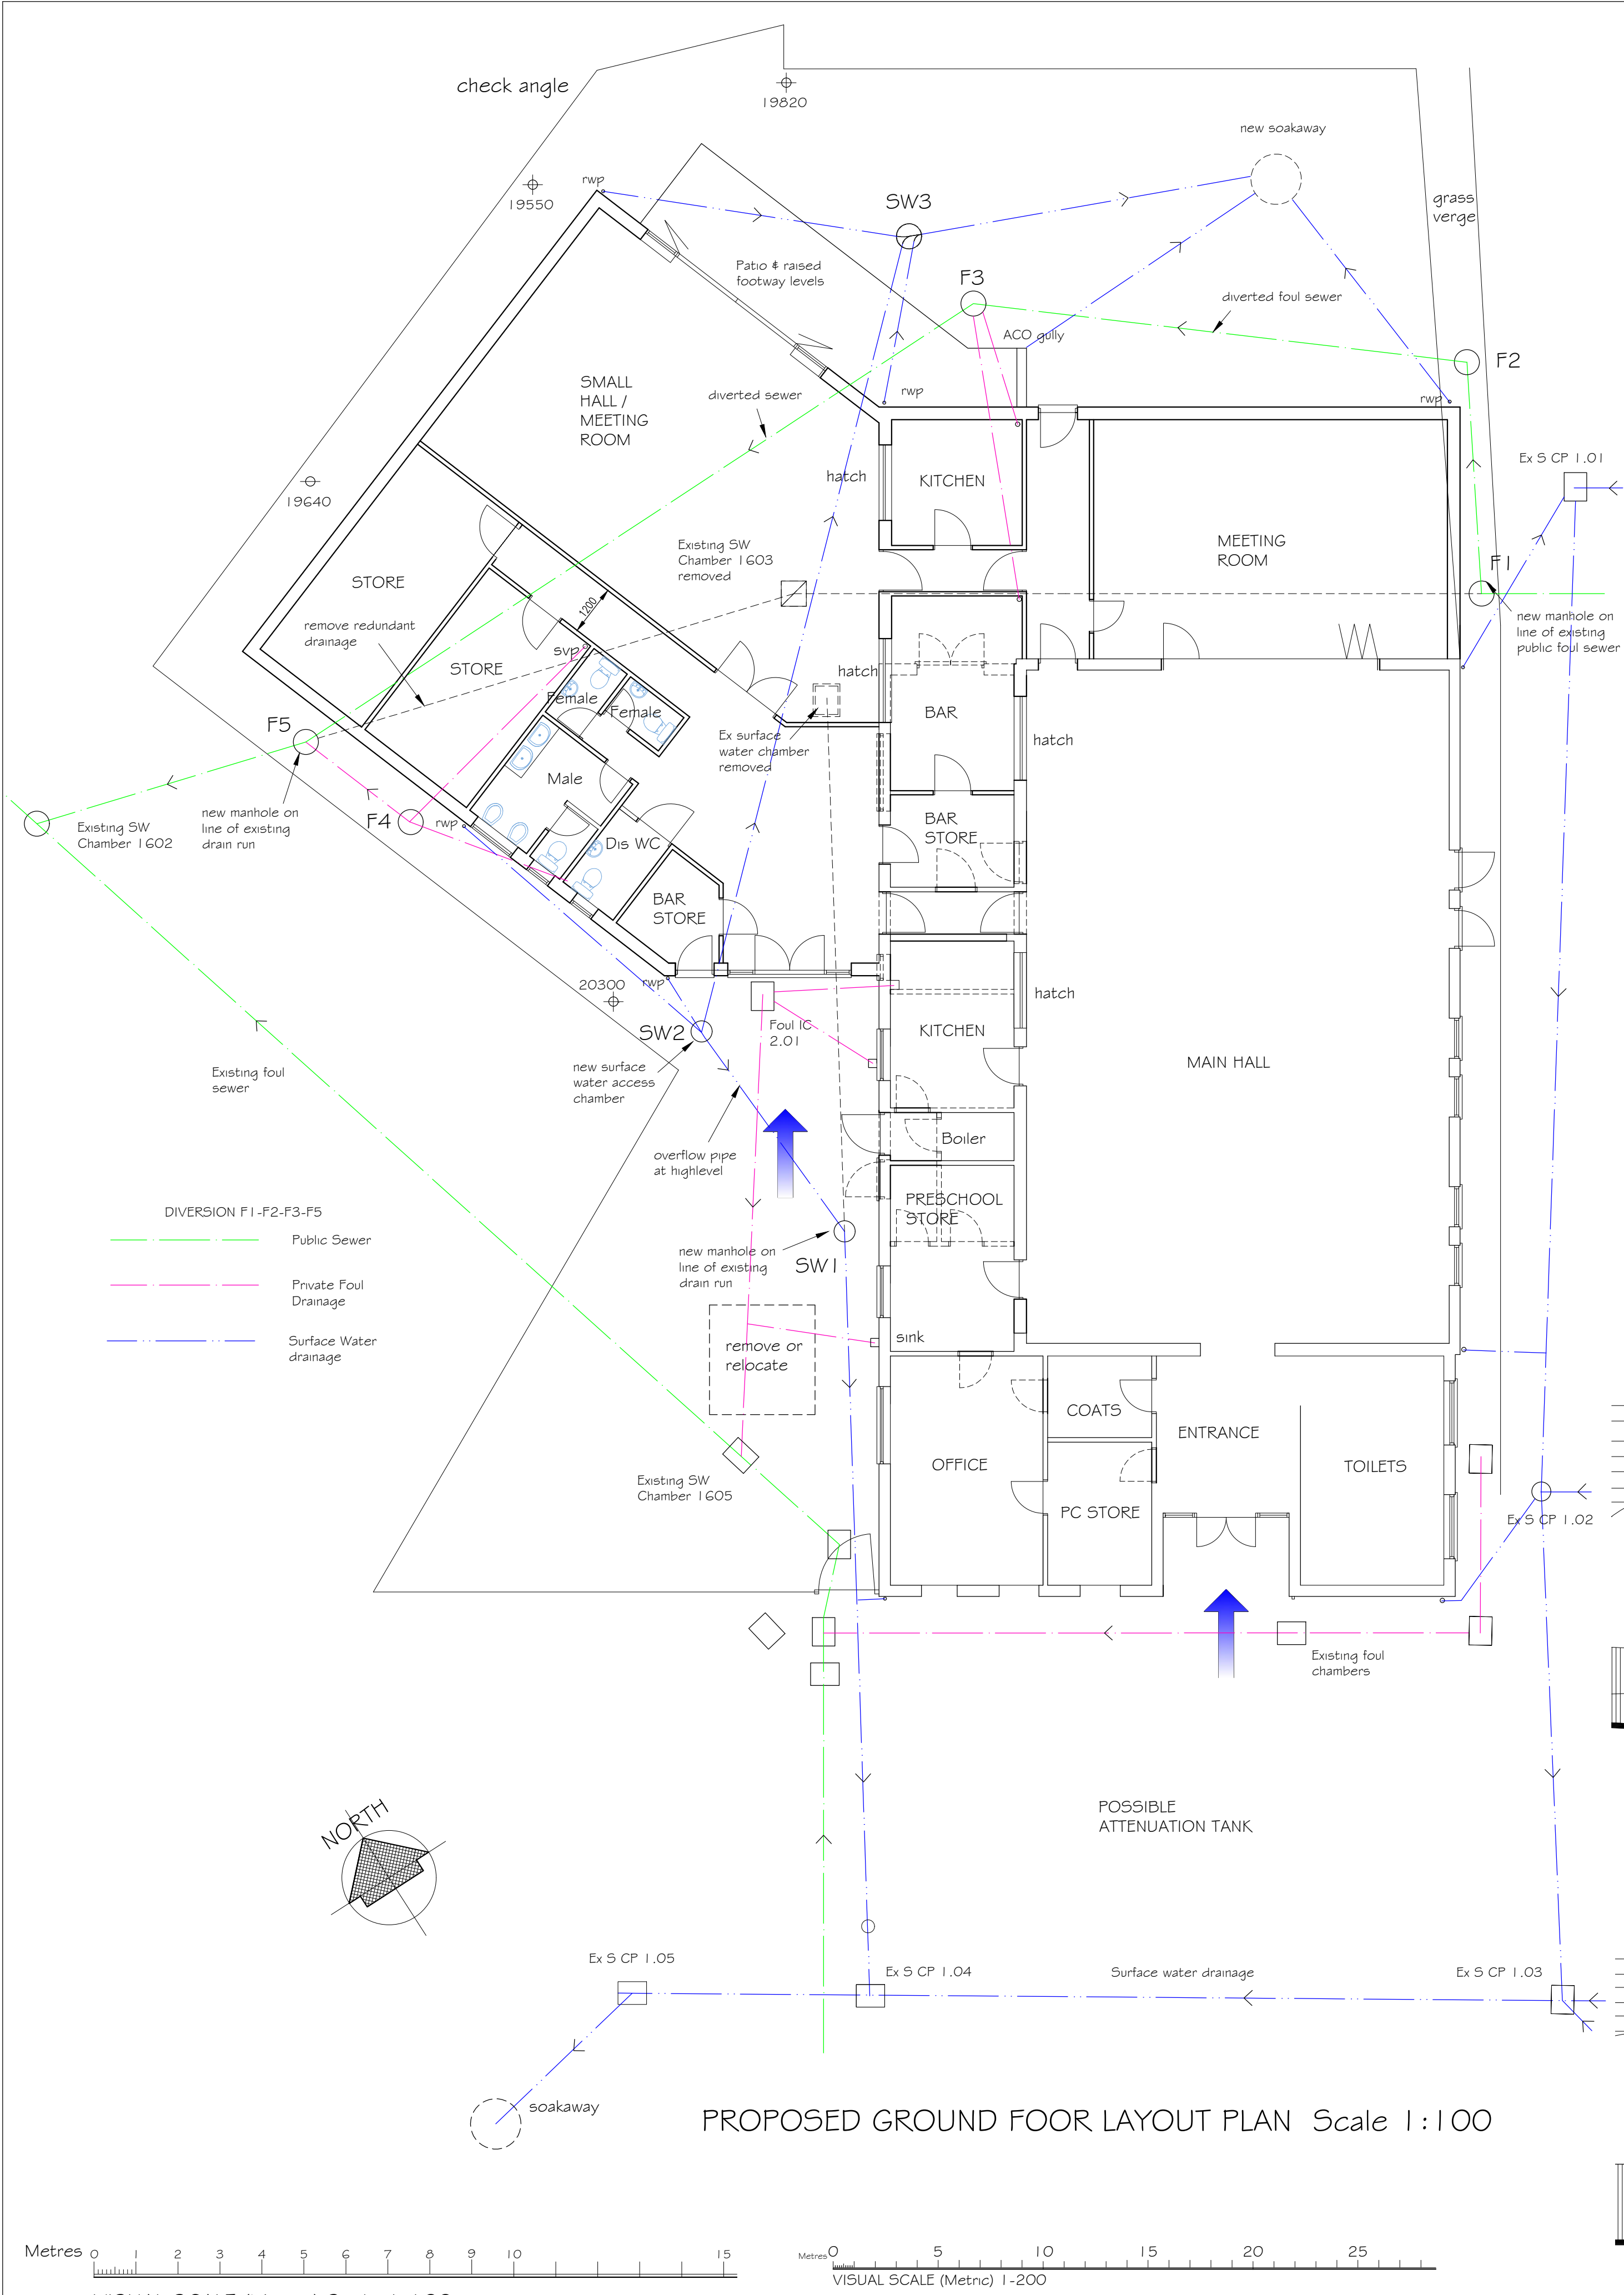 check angle
19820
new soakaway
19550
rwp
SW3
grass
verge
Patio & raised
footway levels
F3
diverted foul sewer
ACO gully
F2
SMALL
HALL /
MEETING
ROOM
diverted sewer
rwp
rwp
Ex S CP 1.01
hatch
KITCHEN
19640
MEETING
ROOM
Existing SW
Chamber 1603
removed
F1
STORE
1200
new manhole on
line of existing
public foul sewer
remove redundant
drainage
svp
STORE
hatch
Female
Female
BAR
F5
Ex surface
water chamber
removed
hatch
Male
new manhole on
line of existing
drain run
F4
rwp
Existing SW
Chamber 1602
BAR
STORE
Dis WC
BAR
STORE
20300
rwp
hatch
SW2
Foul IC
2.01
KITCHEN
MAIN HALL
Existing foul
sewer
new surface
water access
chamber
Boiler
overflow pipe
at highlevel
PRESCHOOL
STORE
DIVERSION F1-F2-F3-F5
Public Sewer
new manhole on
line of existing
drain run
SW1
Private Foul
Drainage
Surface Water
drainage
sink
remove or
relocate
COATS
ENTRANCE
OFFICE
TOILETS
Existing SW
Chamber 1605
PC STORE
Ex S CP 1.02
Existing foul
chambers
POSSIBLE
ATTENUATION TANK
NORTH
Ex S CP 1.05
Ex S CP 1.04
Surface water drainage
Ex S CP 1.03
soakaway
PROPOSED GROUND FOOR LAYOUT PLAN Scale 1:100
Metres 0 1 2 3 4 5 6 7 8 9 10 15
Metres 0 5 10 15 20 25
VISUAL SCALE (Metric) 1-200